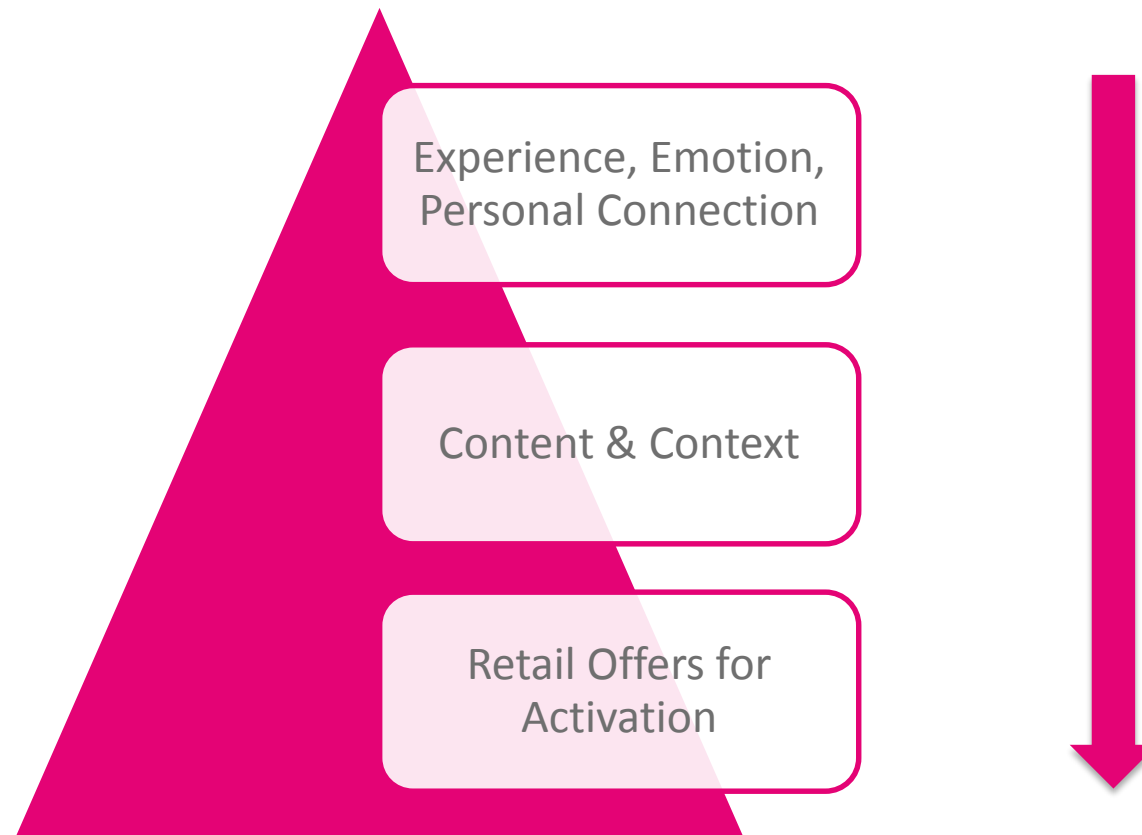 Experience, Emotion,
Personal Connection
Content & Context
Retail Offers for
Activation